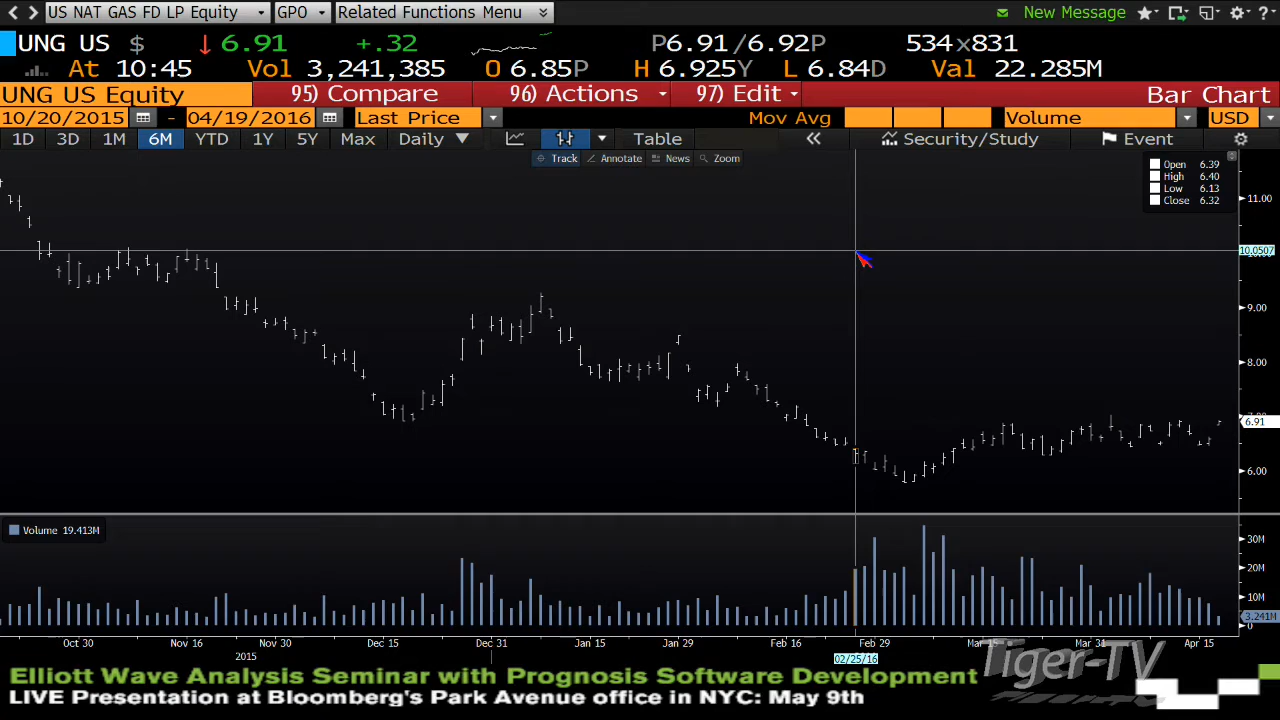 US NAT GAS FD LP Equity GPO Related Functions Menu New Message
UNG US $ 6.91 +.32 P6.91/6.92P 534x831
At 10:45 Vol 3,241,385 O 6.85P H 6.925Y L 6.84D Val 22.285M
UNG US Equity 95) Compare 96) Actions 97) Edit Bar Chart
10/20/2015 - 04/19/2016 Last Price Mov Avg Volume USD
1D 3D 1M 6M YTD 1Y 5Y Max Daily Table Security/Study Event
Track Annotate News Zoom
Open 6.39
High 6.40
Low 6.13
Close 6.32
11.00
10.0507
9.00
8.00
6.91
6.00
Volume 19.413M
30M
20M
10M
3.241M
0
Oct 30 Nov 16 Nov 30 Dec 15 Dec 31 Jan 15 Jan 29 Feb 16 Feb 29 Mar 15 Mar 31 Apr 15
2015 02/25/16
Tiger-TV
Elliott Wave Analysis Seminar with Prognosis Software Development
LIVE Presentation at Bloomberg's Park Avenue office in NYC: May 9th